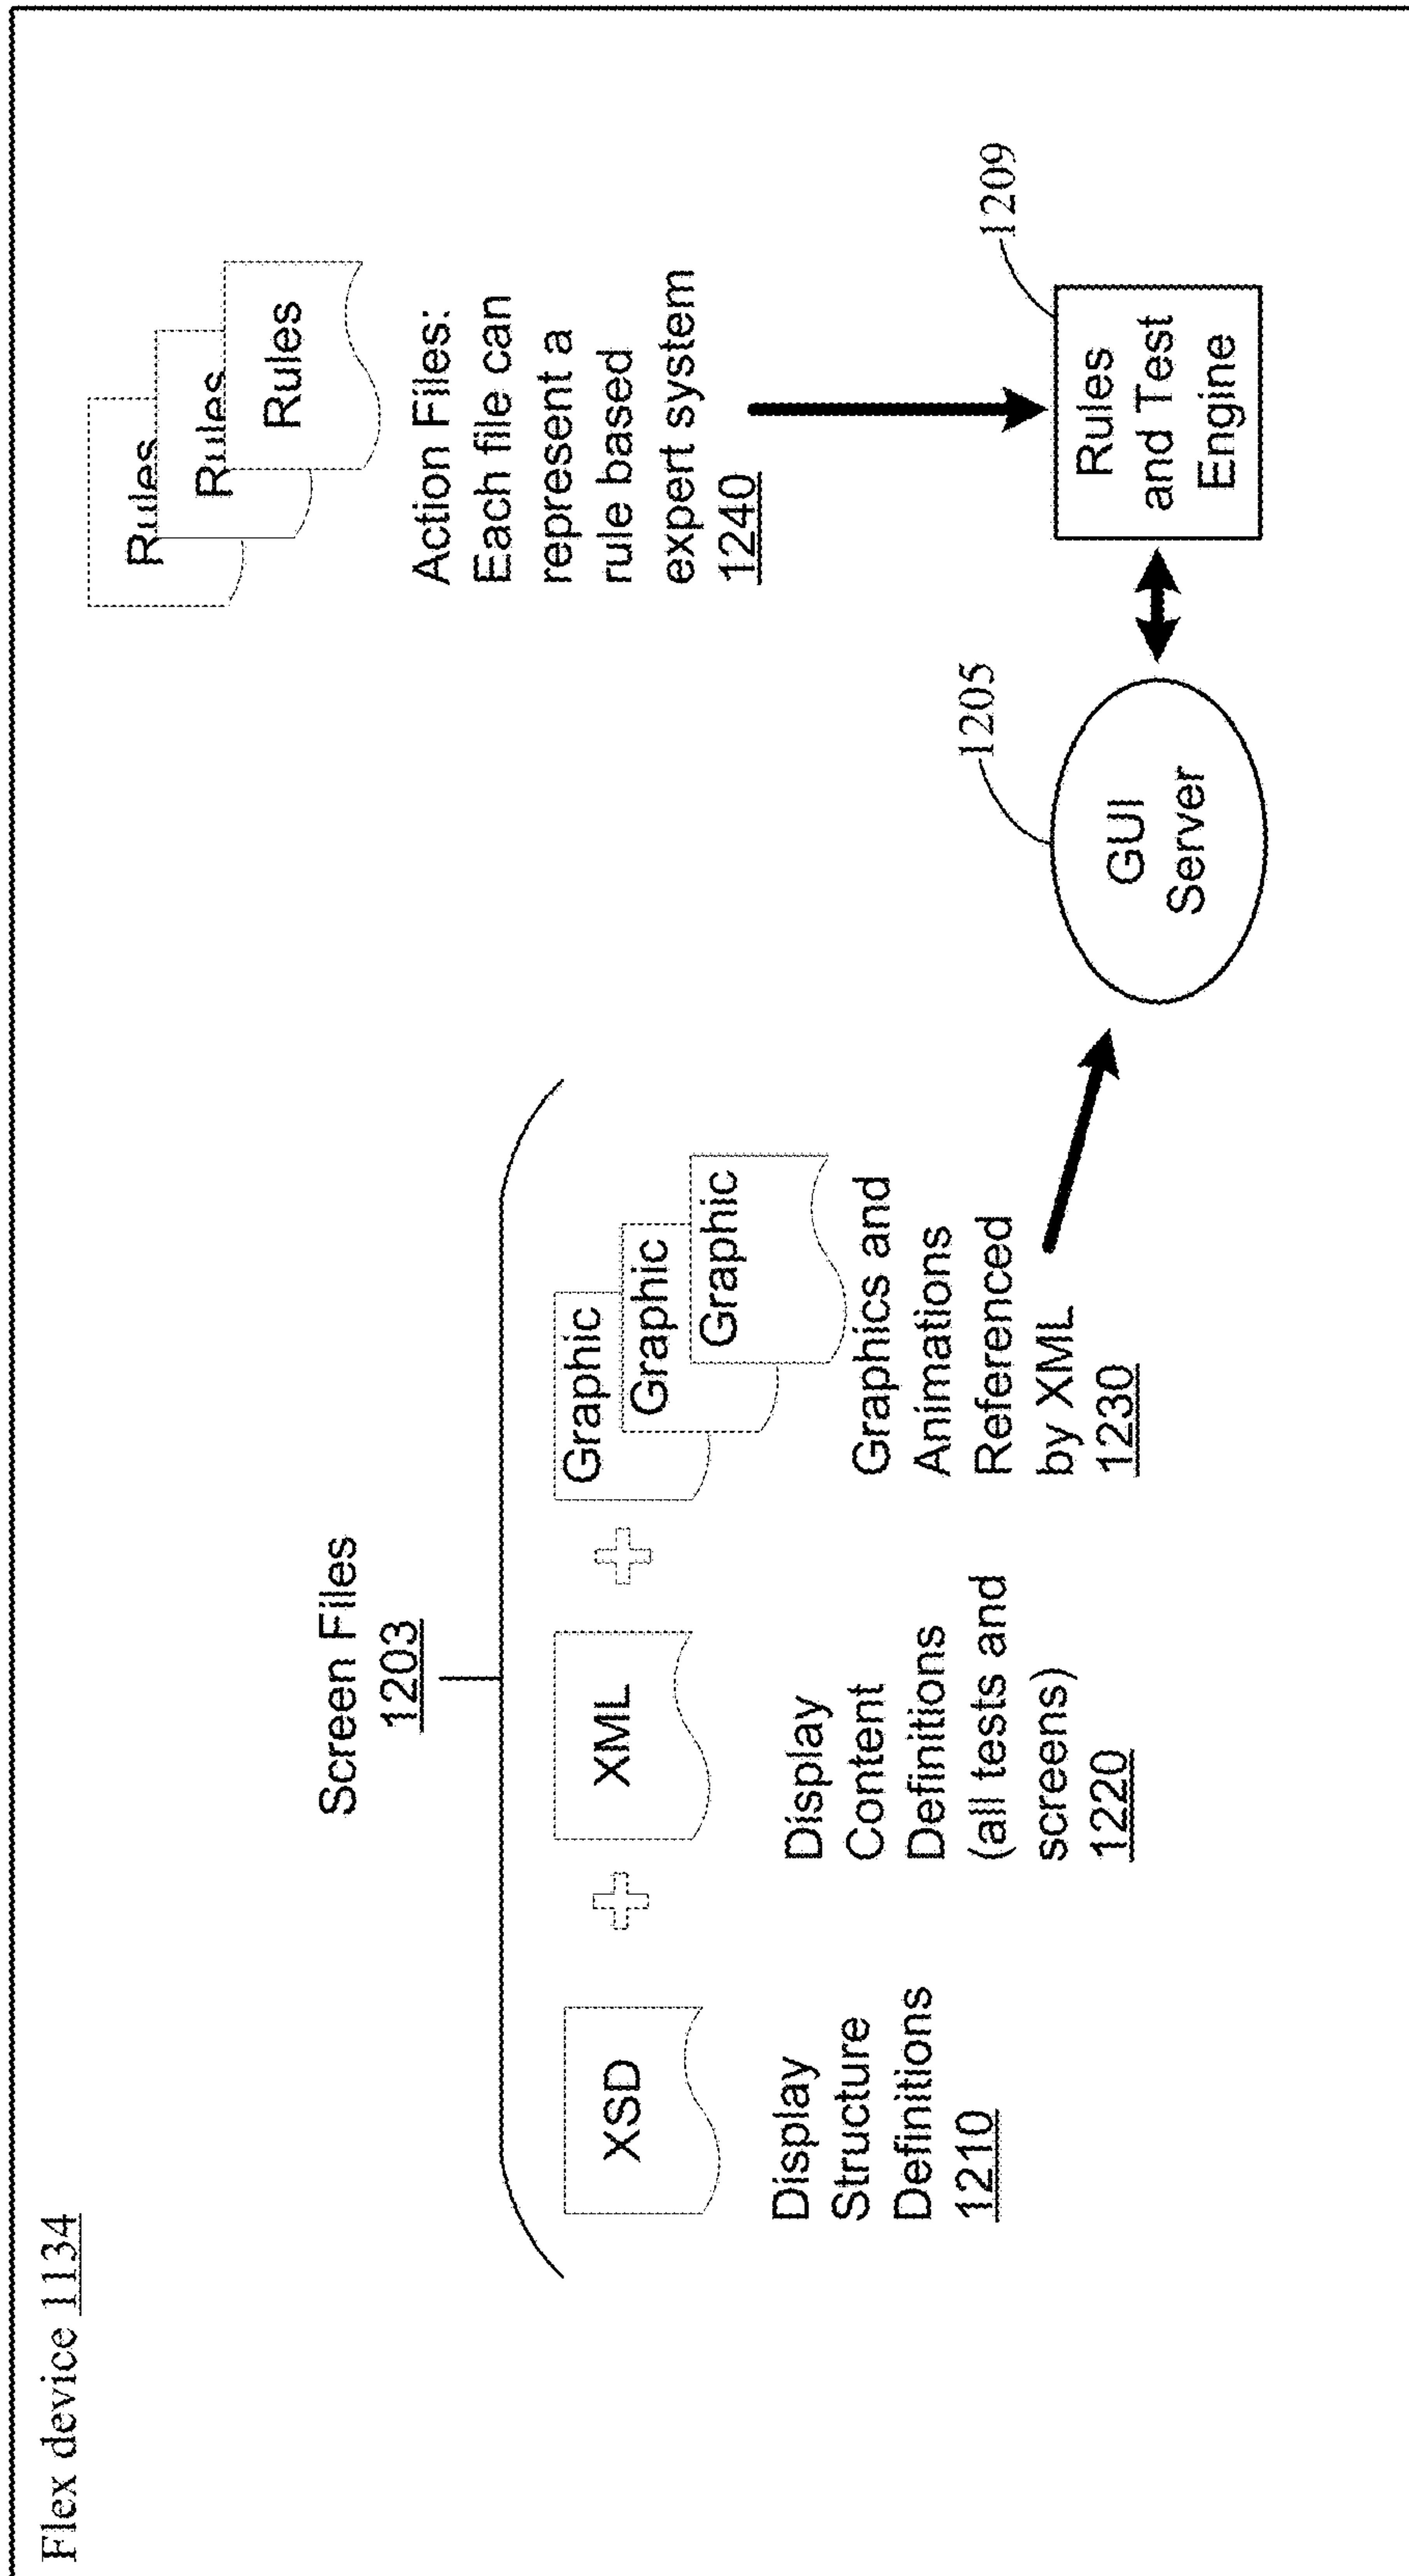 Flex device 1134
Screen Files
1203
XSD
Display
Structure
Definitions
1210
XML
Display
Content
Definitions
(all tests and
screens)
1220
Graphic
Graphic
Graphic
Graphics and
Animations
Referenced
by XML
1230
Rules
Rules
Rules
Action Files:
Each file can
represent a
rule based
expert system
1240
GUI
Server
1205
Rules
and Test
Engine
1209